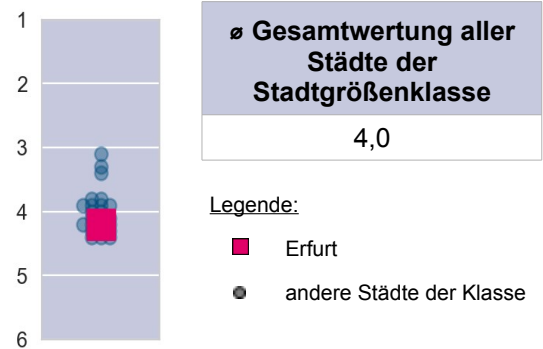 1
2
3
4
5
6
ø Gesamtwertung aller
Städte der
Stadtgrößenklasse
4,0
Legende:
Erfurt
andere Städte der Klasse